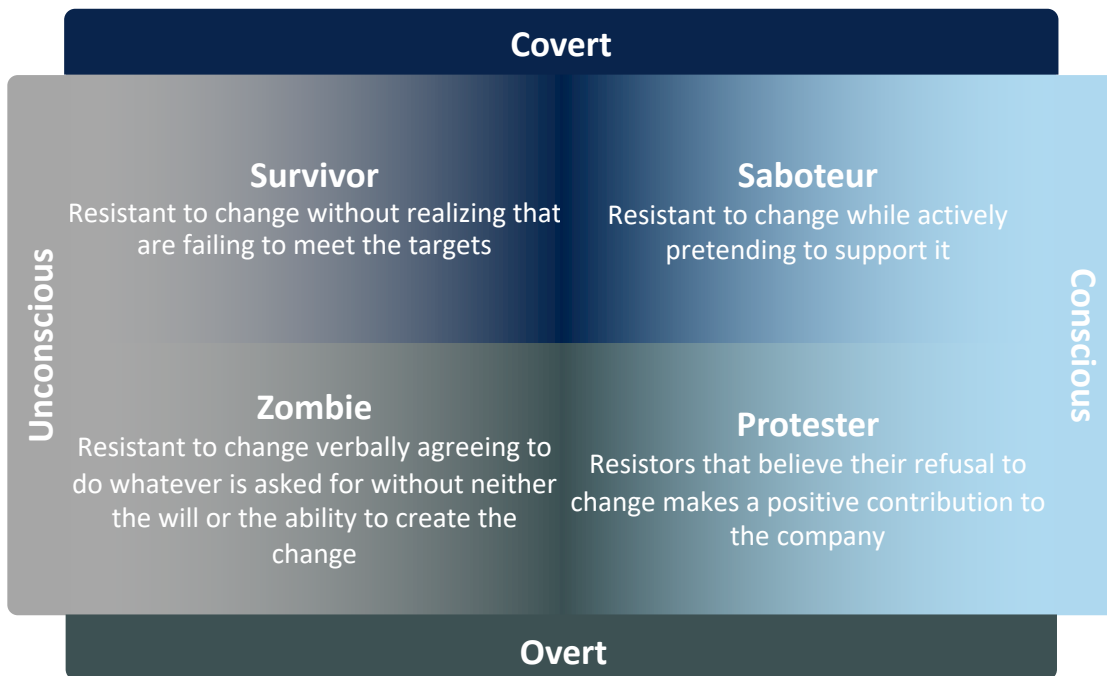 Covert
Unconscious
Survivor
Resistant to change without realizing that
are failing to meet the targets
Saboteur
Resistant to change while actively
pretending to support it
Zombie
Resistant to change verbally agreeing to
do whatever is asked for without neither
the will or the ability to create the
change
Protester
Resistors that believe their refusal to
change makes a positive contribution to
the company
Conscious
Overt